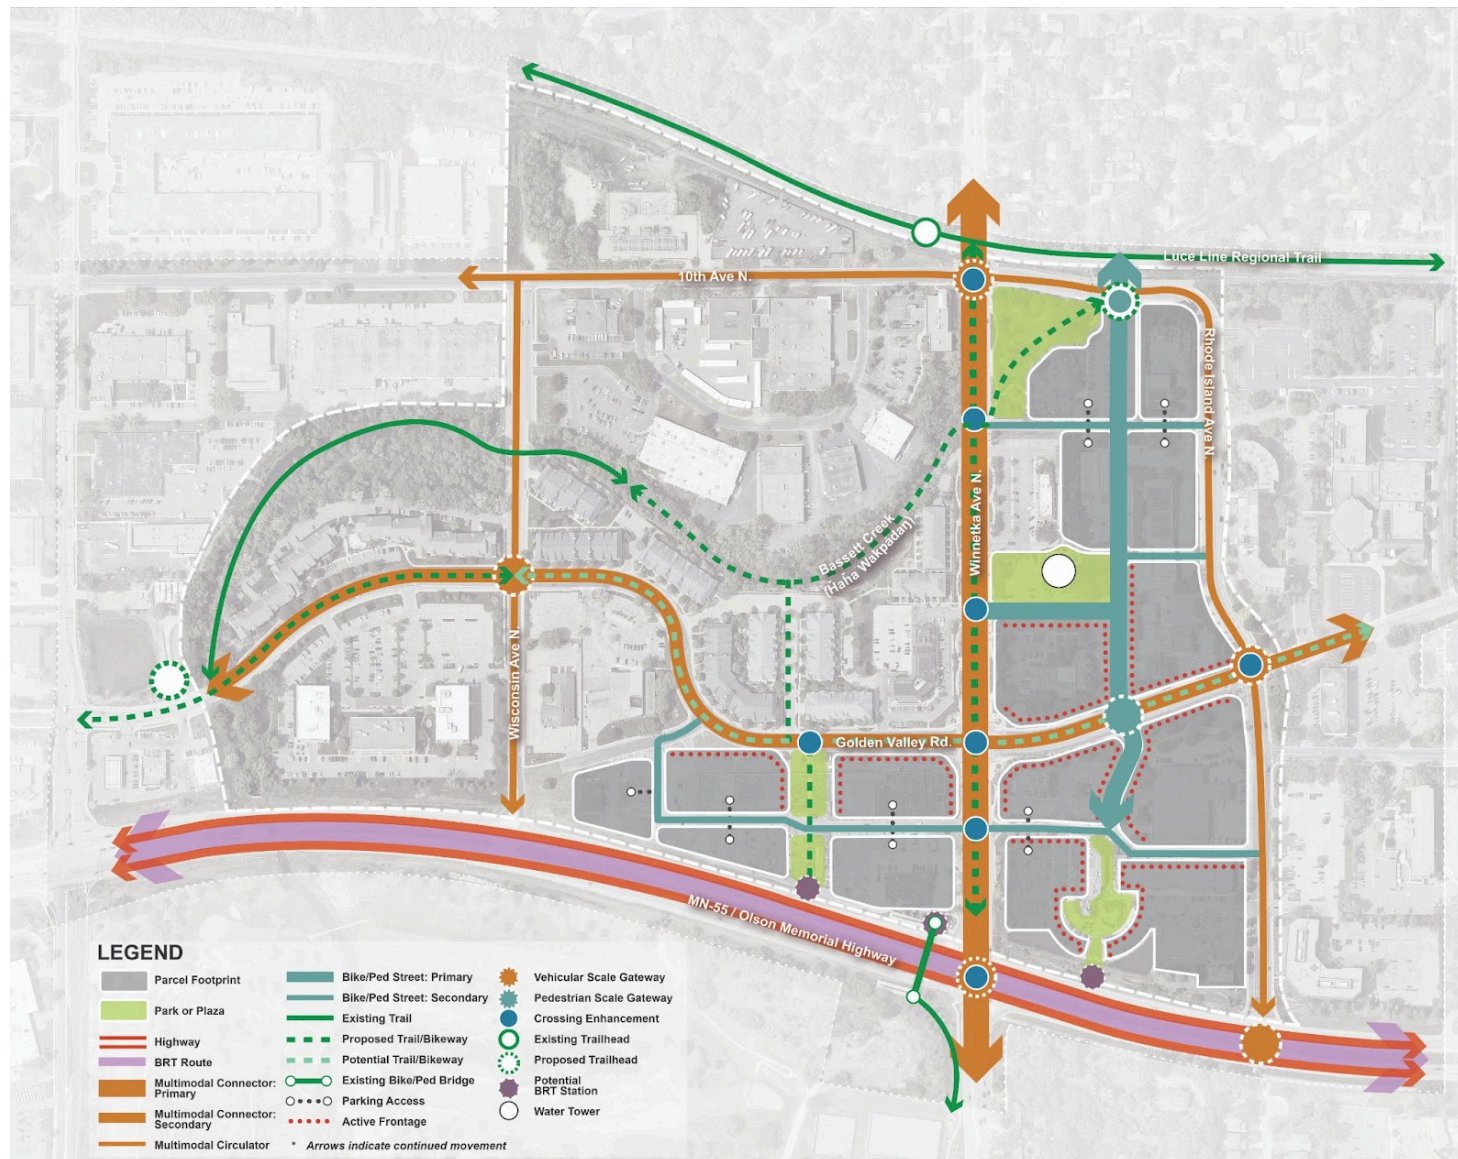 Luce Line Regional Trail
10th Ave N.
Rhode Island Ave N.
Winnetka Ave N.
Bassett Creek
(Ȟaȟa Wakpádaŋ)
Wisconsin Ave N.
Golden Valley Rd.
MN-55 / Olson Memorial Highway
LEGEND
Parcel Footprint
Park or Plaza
Highway
BRT Route
Multimodal Connector:
Primary
Multimodal Connector:
Secondary
Multimodal Circulator
Bike/Ped Street: Primary
Bike/Ped Street: Secondary
Existing Trail
Proposed Trail/Bikeway
Potential Trail/Bikeway
Existing Bike/Ped Bridge
Parking Access
Active Frontage
* Arrows indicate continued movement
Vehicular Scale Gateway
Pedestrian Scale Gateway
Crossing Enhancement
Existing Trailhead
Proposed Trailhead
Potential
BRT Station
Water Tower